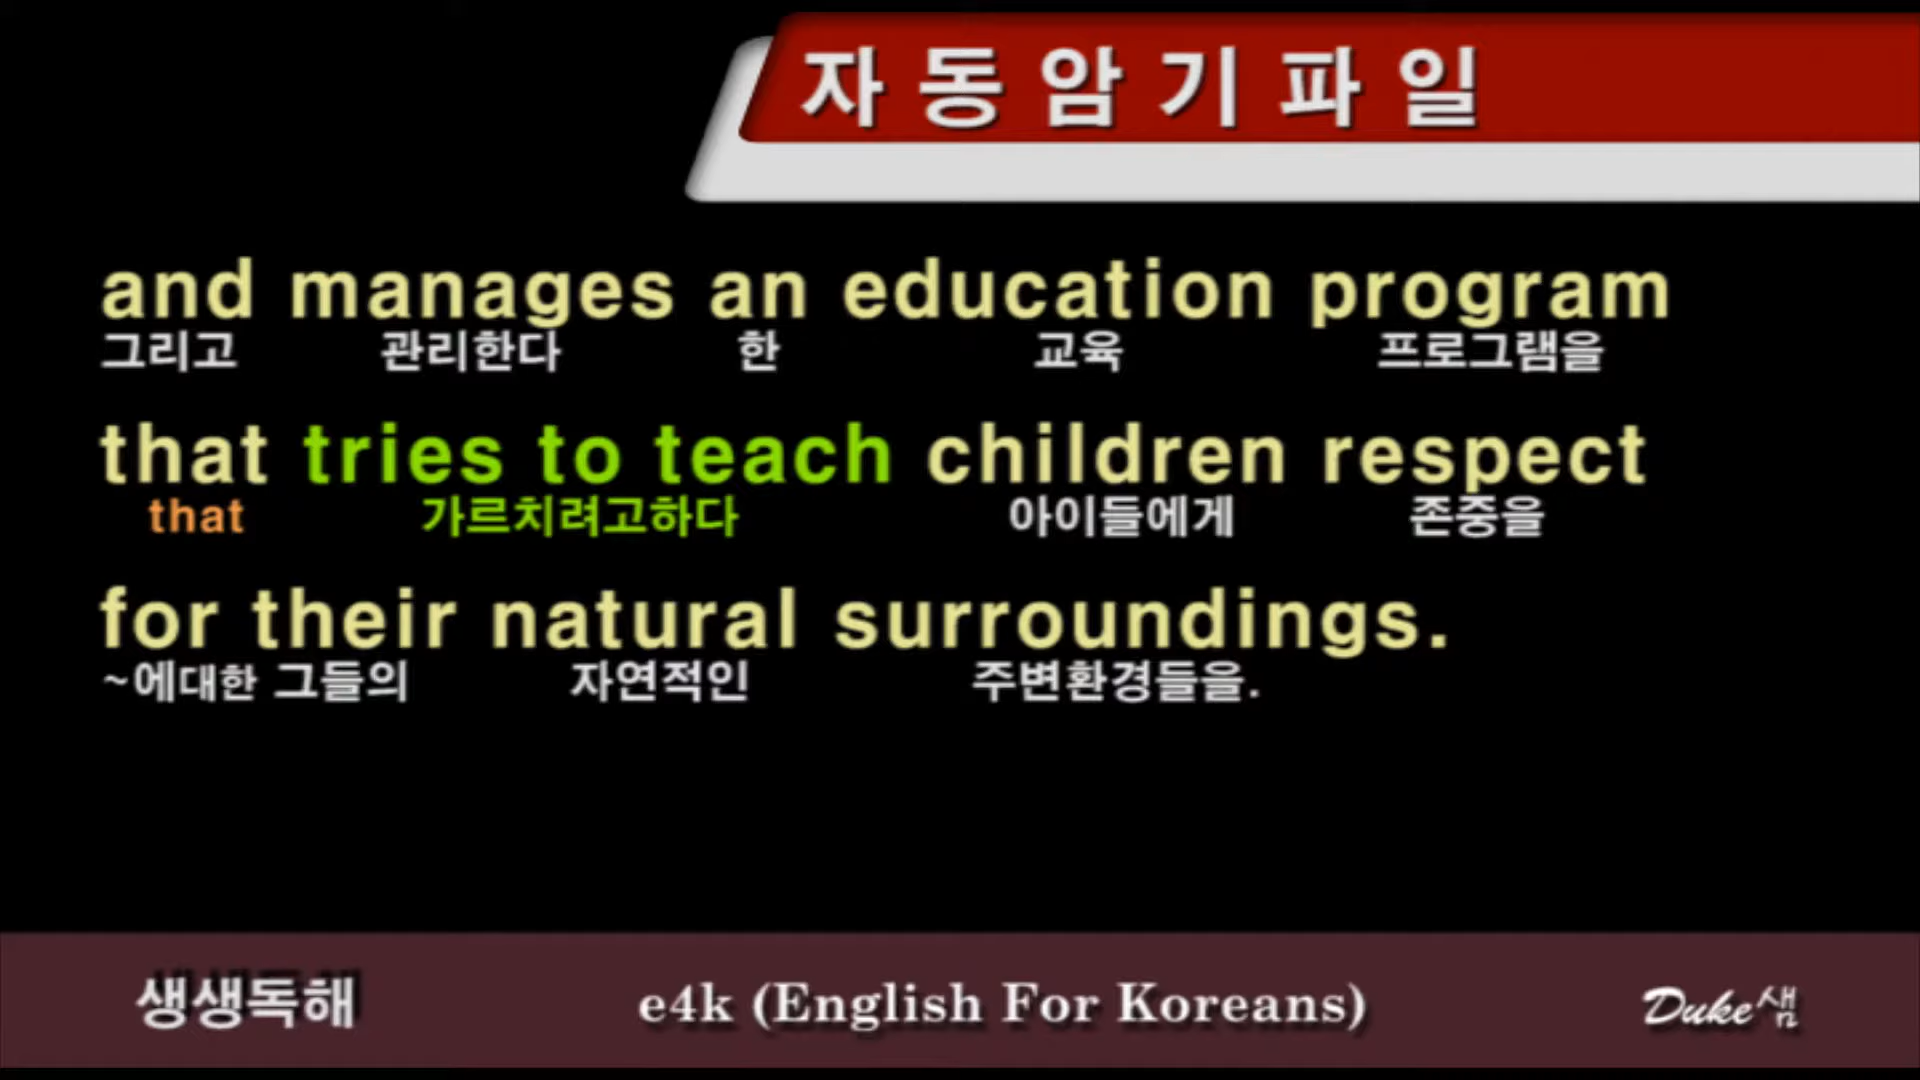 자동암기파일
and manages an education program
그리고 관리한다 한 교육 프로그램을
that tries to teach children respect
that 가르치려고하다 아이들에게 존중을
for their natural surroundings.
~에대한 그들의 자연적인 주변환경들을.
생생독해 e4k (English For Koreans) Duke샘